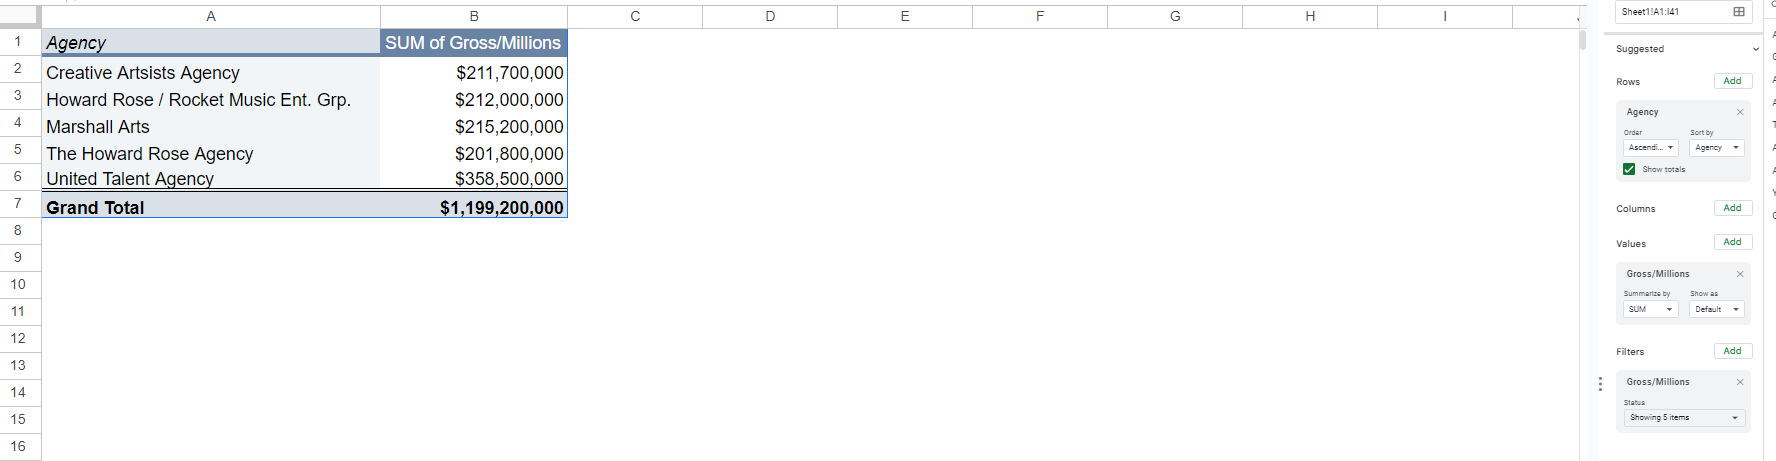 A B C D E F G H I
1 Agency SUM of Gross/Millions
2 Creative Artsists Agency $211,700,000
3 Howard Rose / Rocket Music Ent. Grp. $212,000,000
4 Marshall Arts $215,200,000
5 The Howard Rose Agency $201,800,000
6 United Talent Agency $358,500,000
7 Grand Total $1,199,200,000
8
9
10
11
12
13
14
15
16
Sheet1!A1:I41
Suggested
Rows Add
Agency
Order Sort by
Ascendi... Agency
Show totals
Columns Add
Values Add
Gross/Millions
Summarize by Show as
SUM Default
Filters Add
Gross/Millions
Status
Showing 5 items